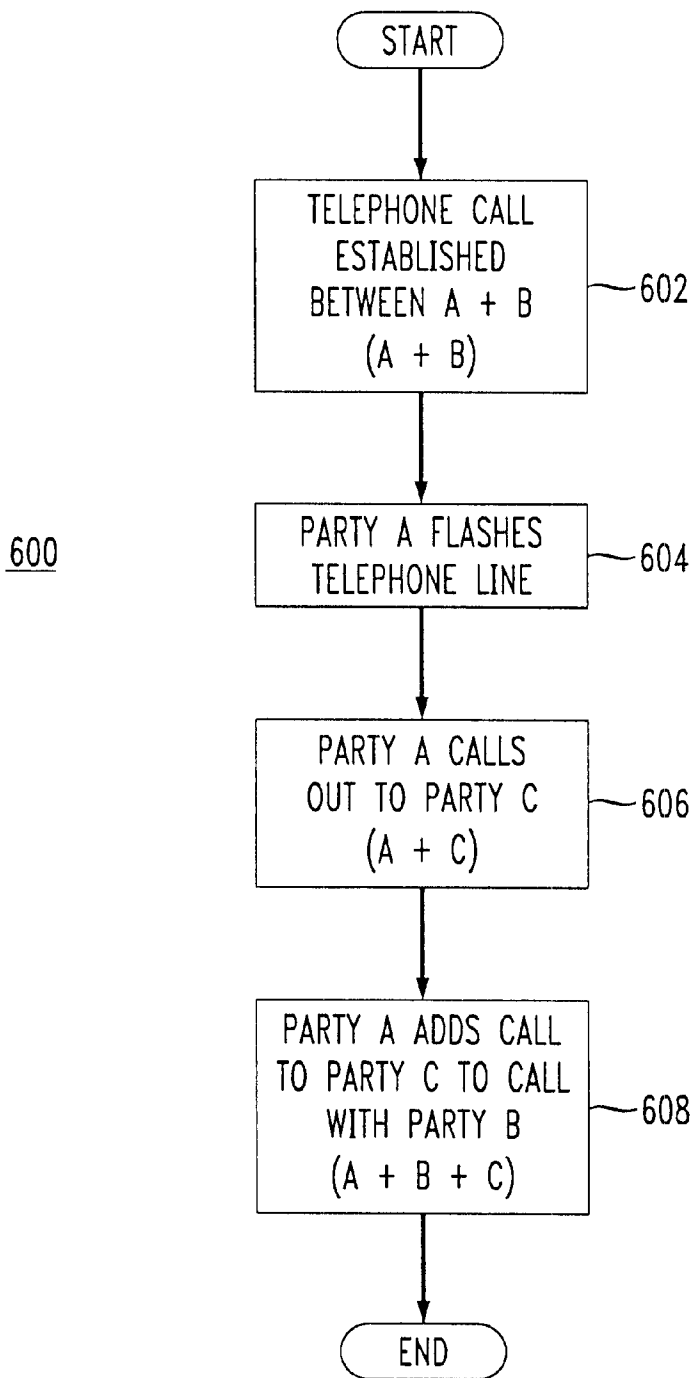 START
TELEPHONE CALL
ESTABLISHED
BETWEEN A + B
(A + B)
602
PARTY A FLASHES
TELEPHONE LINE
604
600
PARTY A CALLS
OUT TO PARTY C
(A + C)
606
PARTY A ADDS CALL
TO PARTY C TO CALL
WITH PARTY B
(A + B + C)
608
END